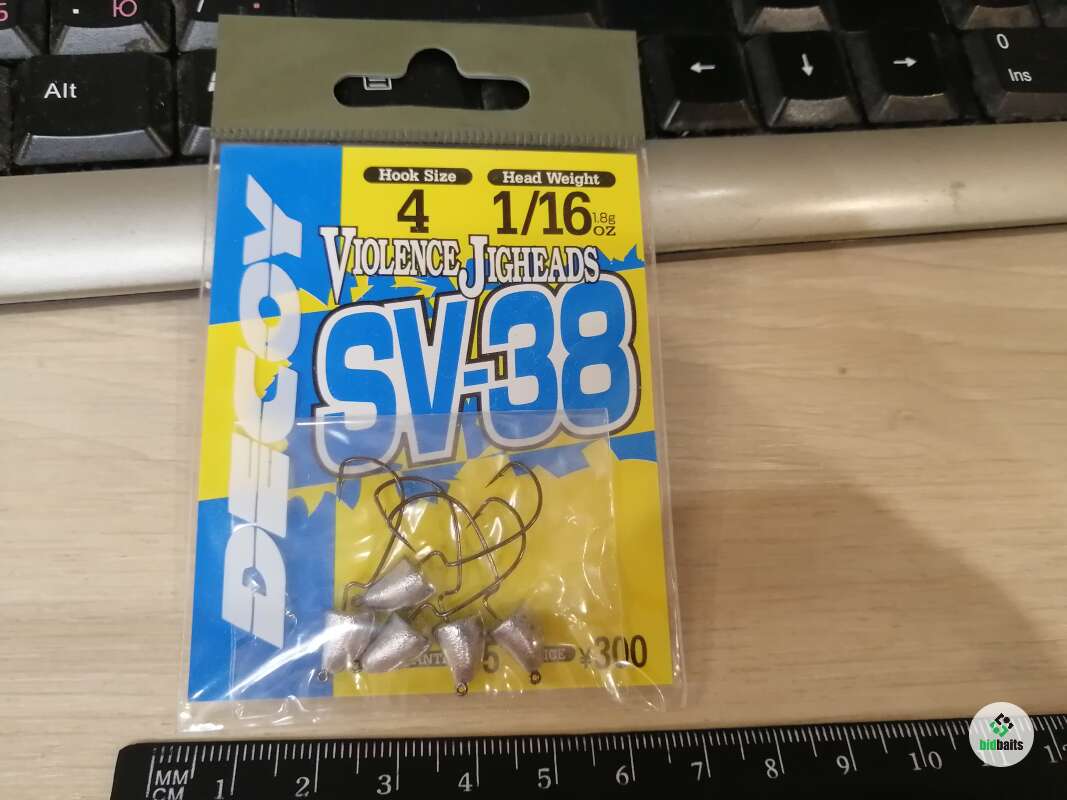 Ю
Alt
←
↓
→
0
Ins
Hook Size
4
Head Weight
1/16
1.8g
oz
VIOLENCE JIGHEADS
SV-38
DECOY
5
¥300
MM
CM
1 2 3 4 5 6 7 8 9 10
bidbaits